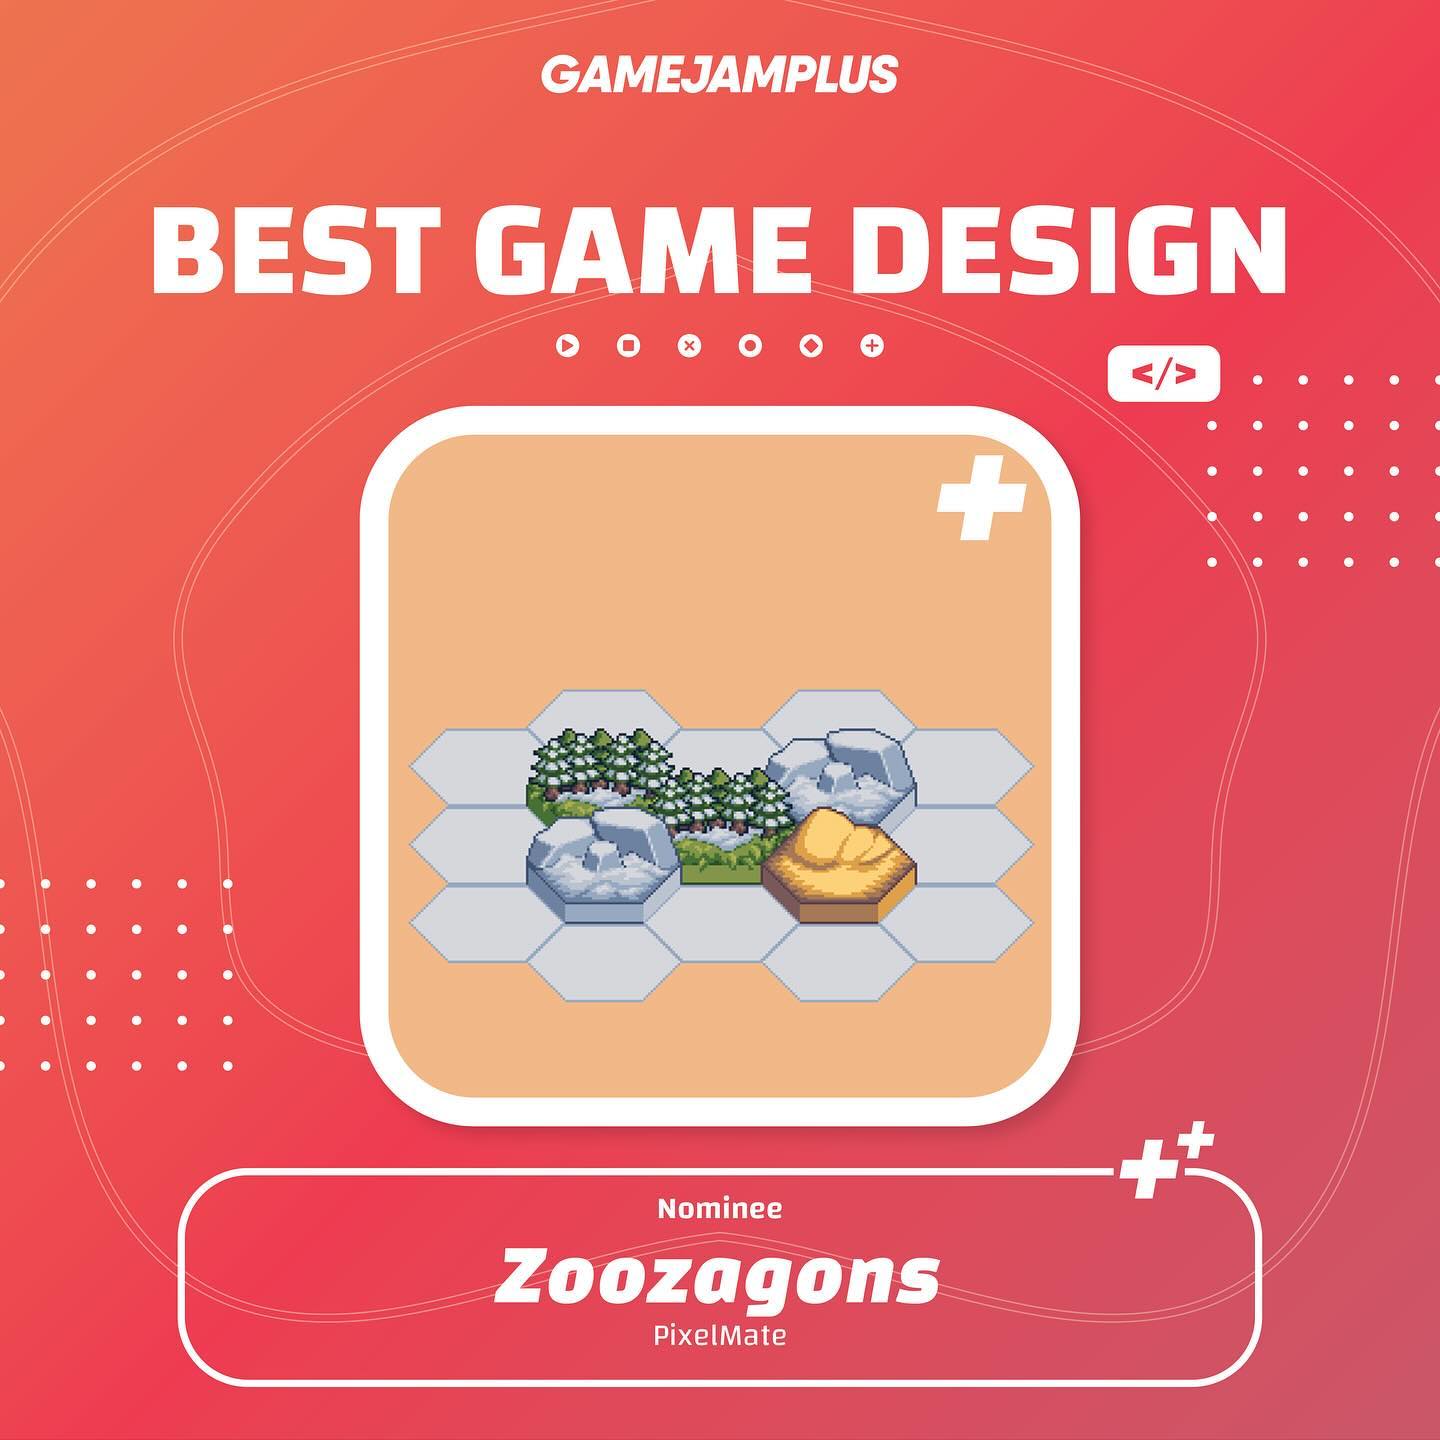 GAMEJAMPLUS
BEST GAME DESIGN
</>
Nominee
Zoozagons
PixelMate